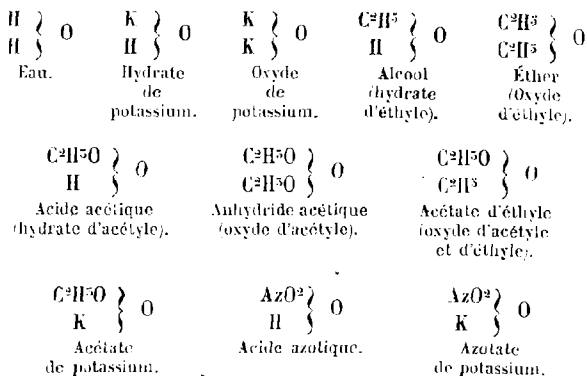 H } O K } O K } O C²H⁵ } O C²H⁵ } O
H H K H C²H⁵
Eau. Hydrate de potassium. Oxyde de potassium. Alcool (hydrate d'éthyle). Éther (Oxyde d'éthyle).
C²H³O } O C²H³O } O C²H³O } O
H C²H³O C²H⁵
Acide acétique (hydrate d'acétyle). Anhydride acétique (oxyde d'acétyle). Acétate d'éthyle (oxyde d'acétyle et d'éthyle).
C²H³O } O AzO² } O AzO² } O
K H K
Acétate de potassium. Acide azotique. Azotate de potassium.